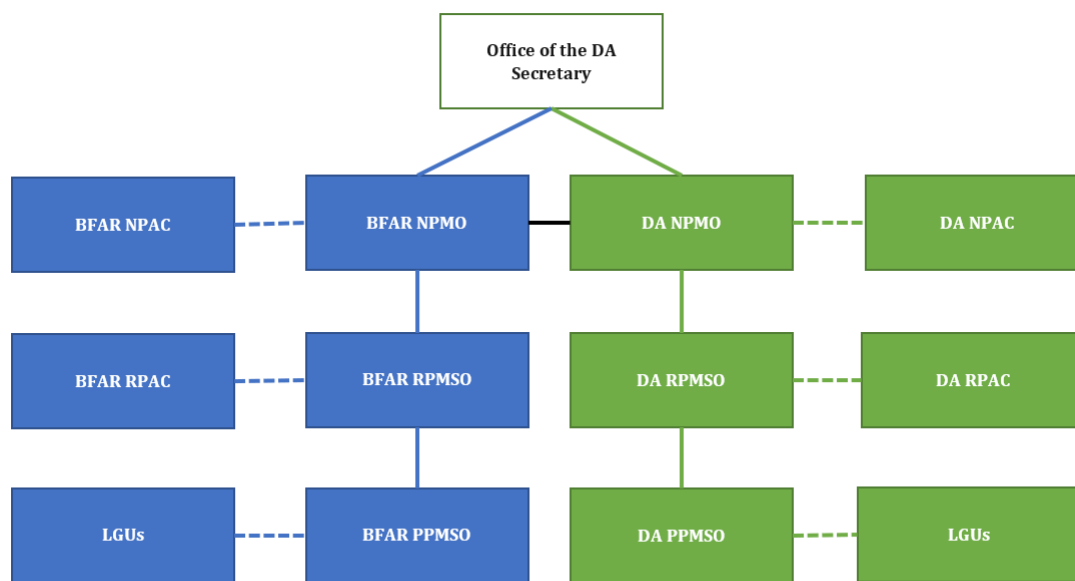 Office of the DA
Secretary
BFAR NPAC
BFAR NPMO
DA NPMO
DA NPAC
BFAR RPAC
BFAR RPMSO
DA RPMSO
DA RPAC
LGUs
BFAR PPMSO
DA PPMSO
LGUs